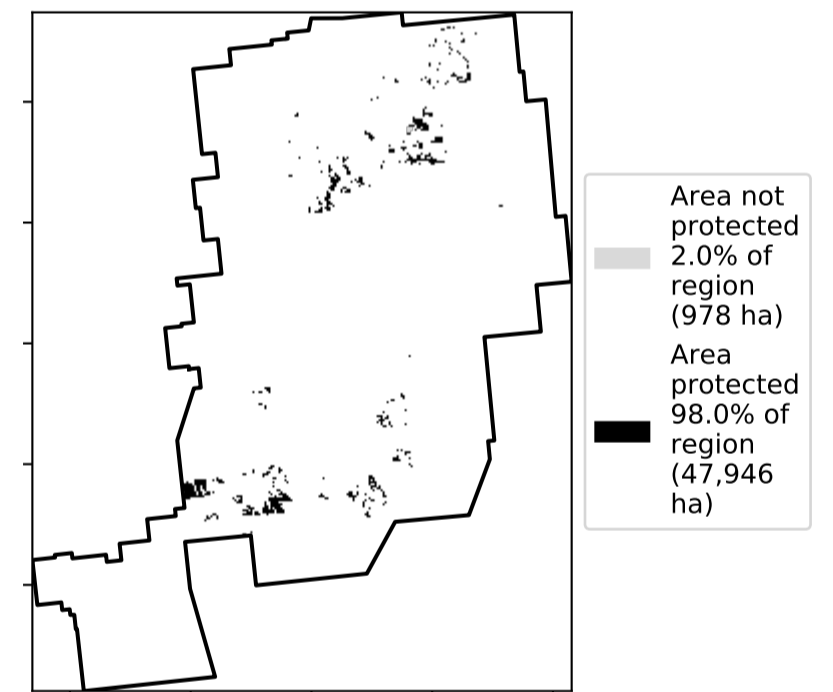 Area not
protected
2.0% of
region
(978 ha)
Area
protected
98.0% of
region
(47,946
ha)